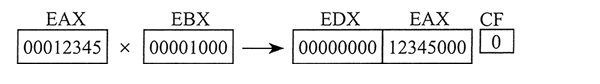 EAX EBX EDX EAX CF
00012345 × 00001000 → 00000000 12345000 0